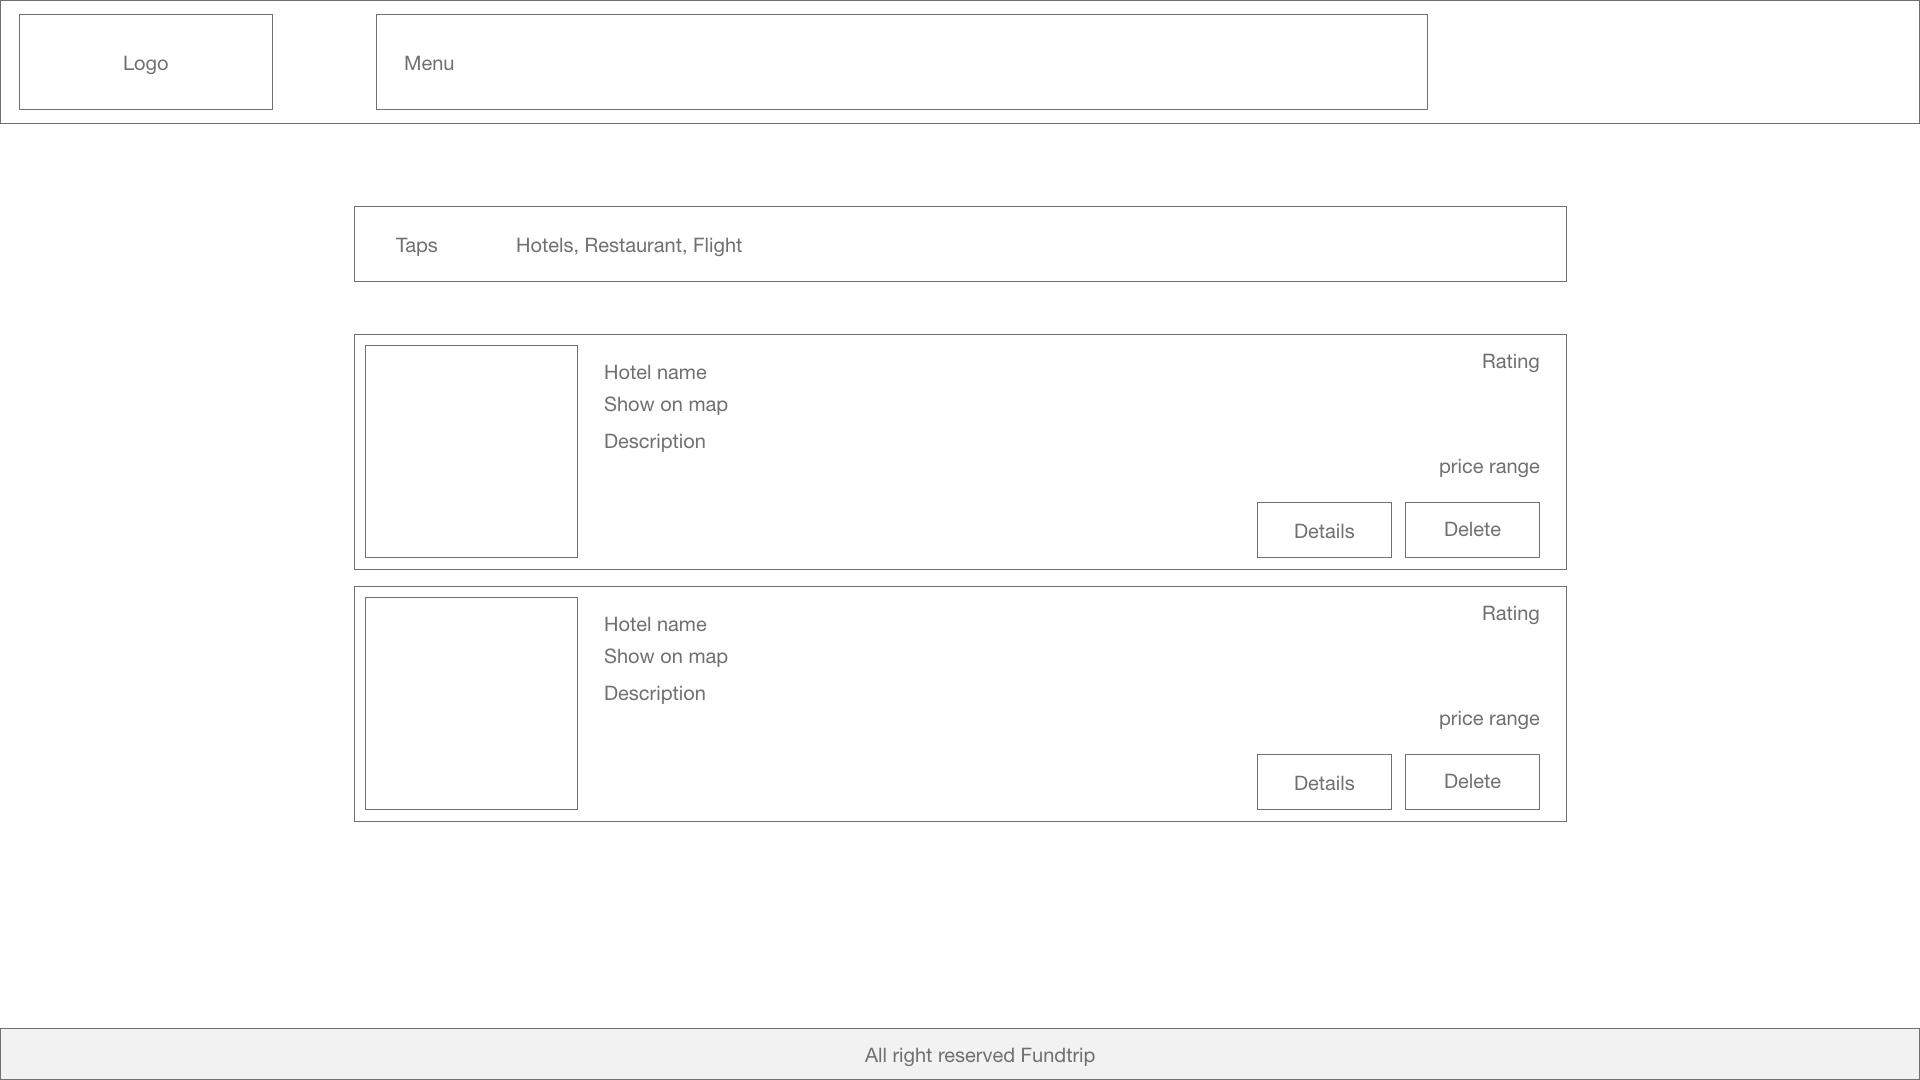 Logo
Menu
Taps
Hotels, Restaurant, Flight
Hotel name
Rating
Show on map
Description
price range
Details
Delete
Hotel name
Rating
Show on map
Description
price range
Details
Delete
All right reserved Fundtrip